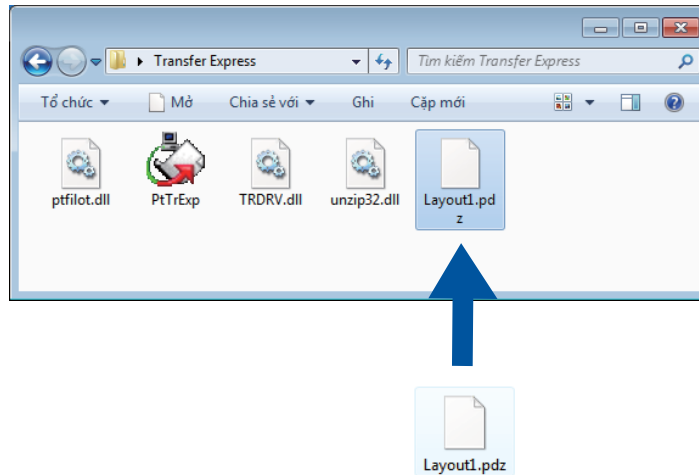 Transfer Express
Tìm kiếm Transfer Express
Tổ chức
Mở
Chia sẻ với
Ghi
Cặp mới
ptfilot.dll
PtTrExp
TRDRV.dll
unzip32.dll
Layout1.pd
z
Layout1.pdz